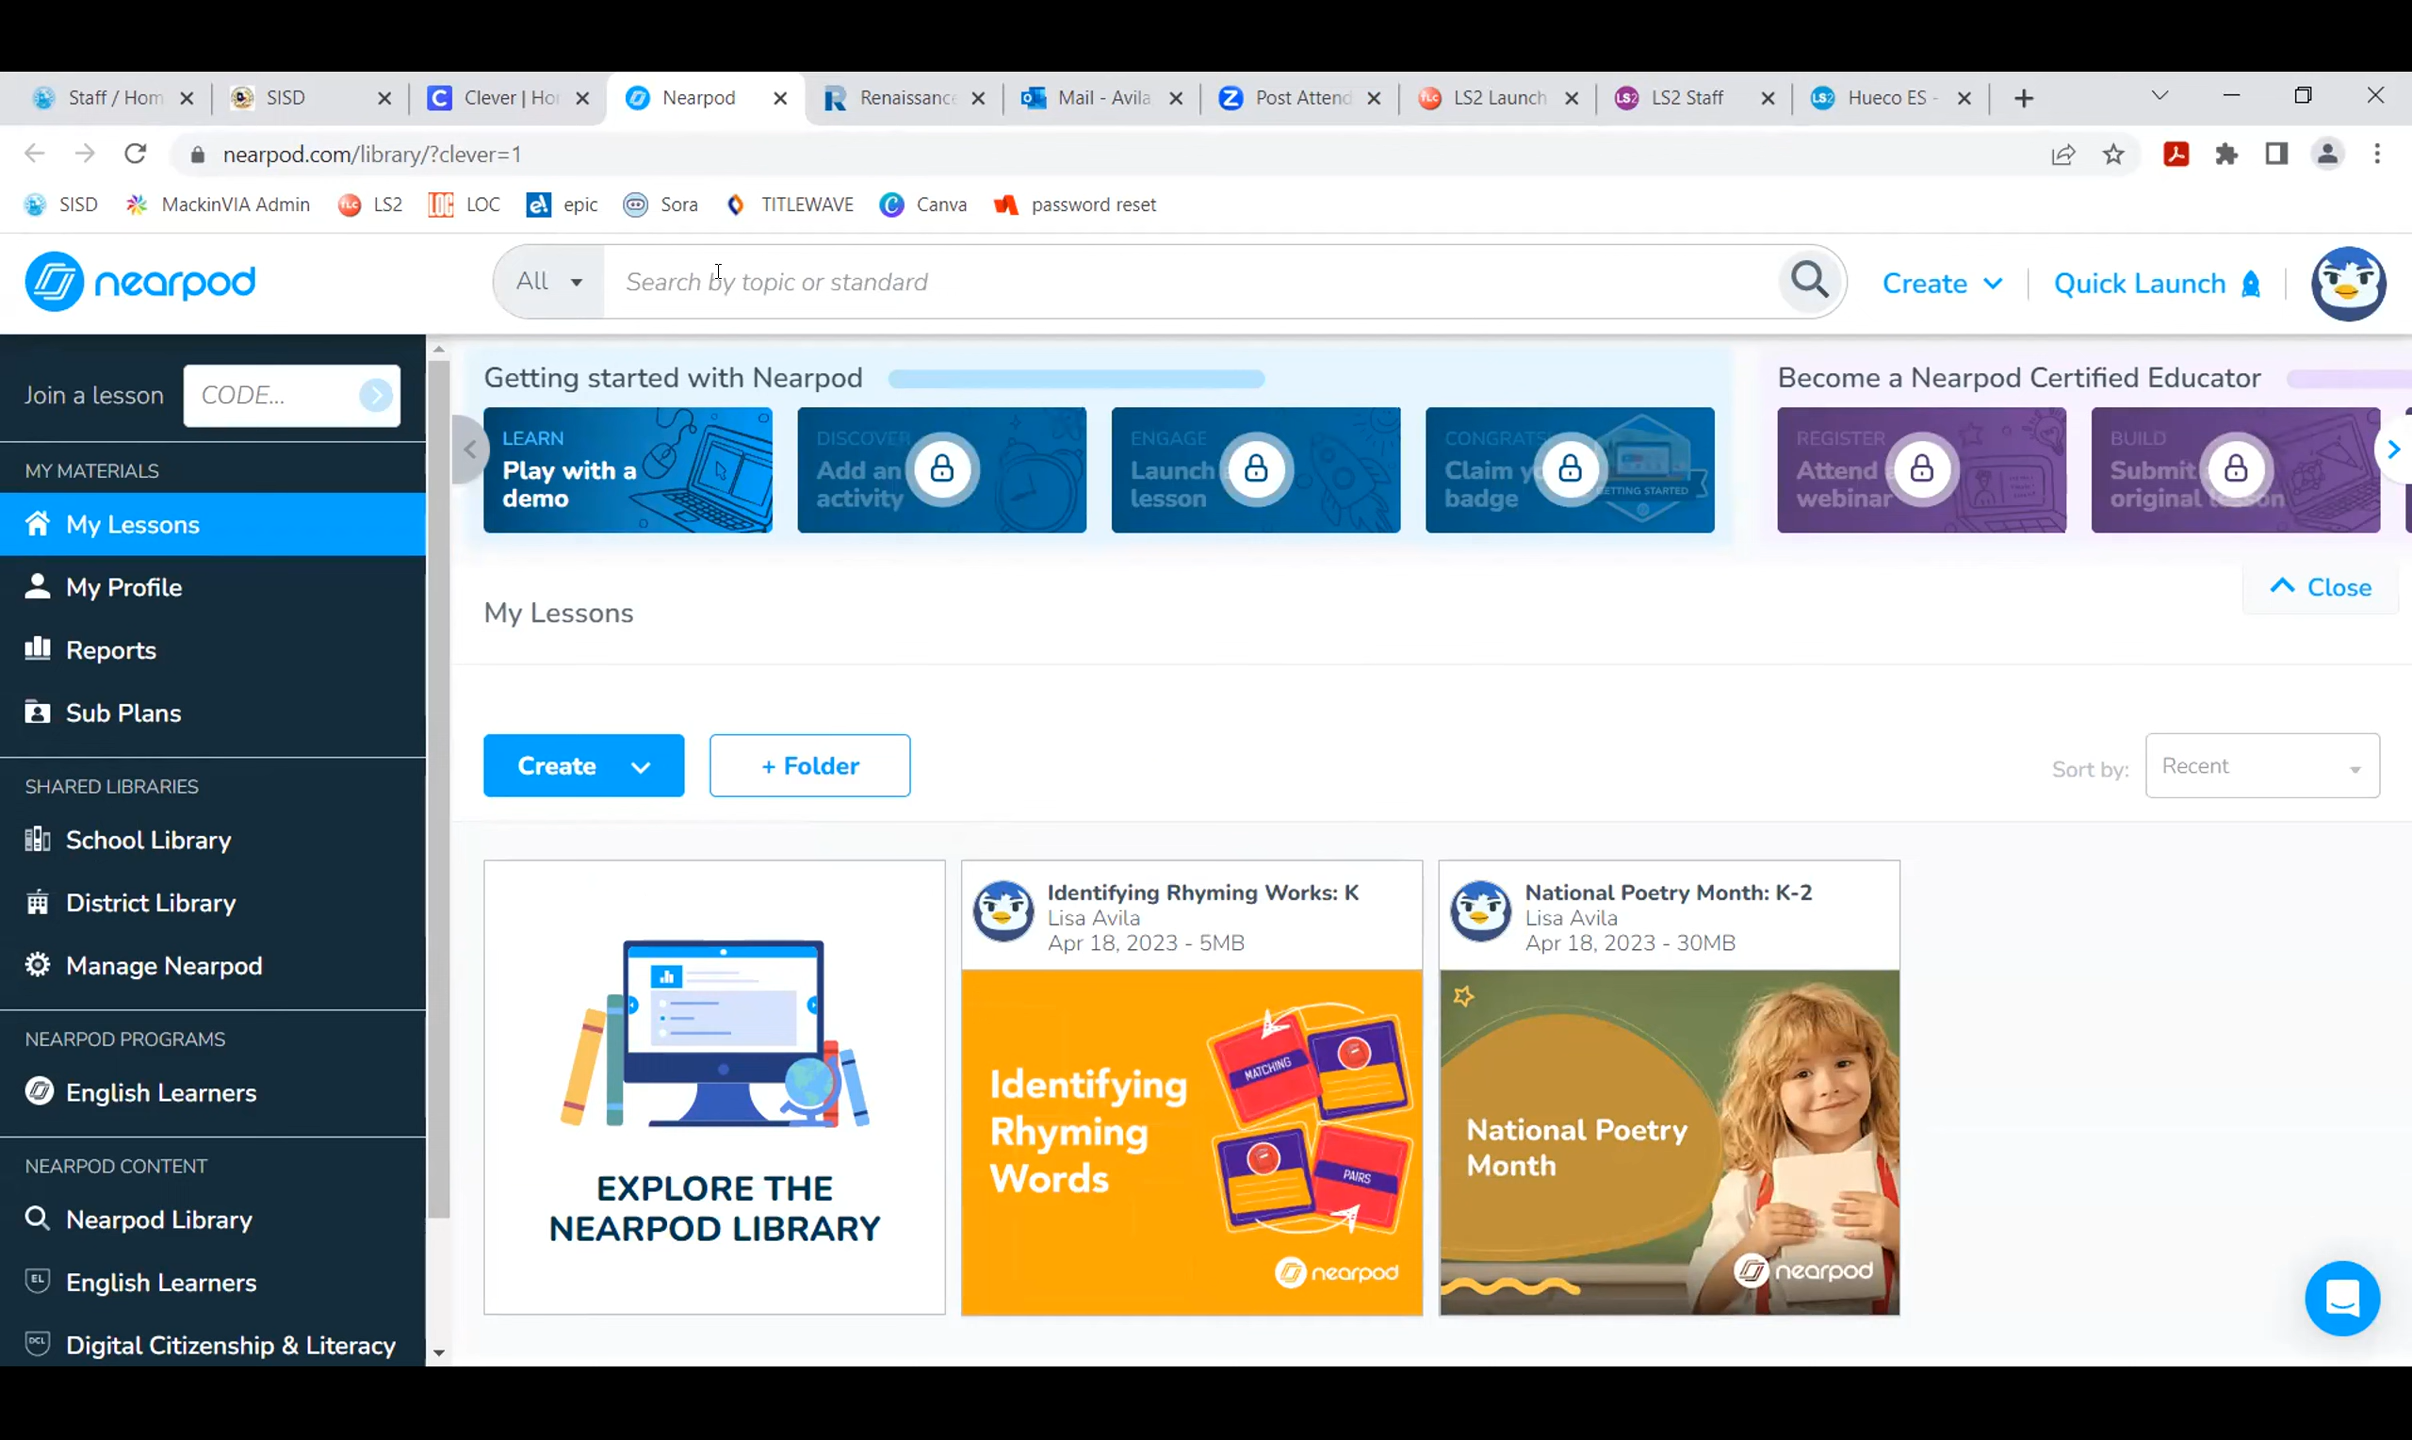 Staff / Hom
SISD
Clever | Ho
Nearpod
Renaissance
Mail - Avila
Post Attend
LS2 Launch
LS2 Staff
Hueco ES -
nearpod.com/library/?clever=1
SISD
MackinVIA Admin
LS2
LOC
epic
Sora
TITLEWAVE
Canva
password reset
nearpod
All
Search by topic or standard
Create
Quick Launch
Join a lesson
CODE...
MY MATERIALS
My Lessons
My Profile
Reports
Sub Plans
SHARED LIBRARIES
School Library
District Library
Manage Nearpod
NEARPOD PROGRAMS
English Learners
NEARPOD CONTENT
Nearpod Library
EL
English Learners
DCL
Digital Citizenship & Literacy
Getting started with Nearpod
LEARN
Play with a
demo
DISCOVER
Add an
activity
ENGAGE
Launch
lesson
CONGRATS
Claim y
badge
GETTING STARTED
Become a Nearpod Certified Educator
REGISTER
Attend
webinar
BUILD
Submit
original lesson
Close
My Lessons
Create
+ Folder
Sort by:
Recent
EXPLORE THE
NEARPOD LIBRARY
Identifying Rhyming Works: K
Lisa Avila
Apr 18, 2023 - 5MB
Identifying
Rhyming
Words
MATCHING
PAIRS
nearpod
National Poetry Month: K-2
Lisa Avila
Apr 18, 2023 - 30MB
National Poetry
Month
nearpod